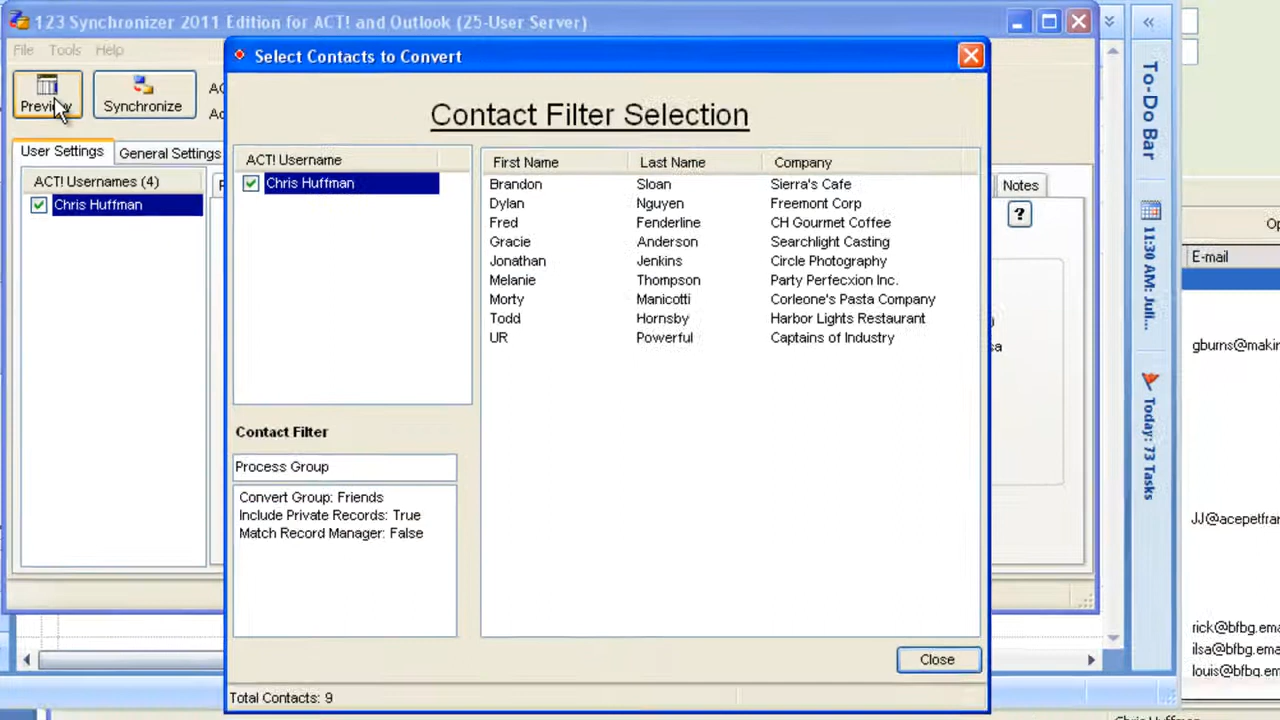 123 Synchronizer 2011 Edition for ACT! and Outlook (25-User Server)
File Tools Help
Select Contacts to Convert
Synchronize
User Settings
General Settings
ACT! Usernames (4)
Chris Huffman
Contact Filter Selection
ACT! Username
Chris Huffman
First Name Last Name Company
Brandon Sloan Sierra's Cafe
Dylan Nguyen Freemont Corp
Fred Fenderline CH Gourmet Coffee
Gracie Anderson Searchlight Casting
Jonathan Jenkins Circle Photography
Melanie Thompson Party Perfecxion Inc.
Morty Manicotti Corleone's Pasta Company
Todd Hornsby Harbor Lights Restaurant
UR Powerful Captains of Industry
Contact Filter
Process Group
Convert Group: Friends
Include Private Records: True
Match Record Manager: False
Close
Total Contacts: 9
Notes
?
To-Do Bar
11:30 AM: Juli...
Today: 73 Tasks
E-mail
gburns@makin
JJ@acepetfran
rick@bfbg.ema
ilsa@bfbg.ema
louis@bfbg.ema